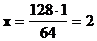 x = 128·1/64 = 2